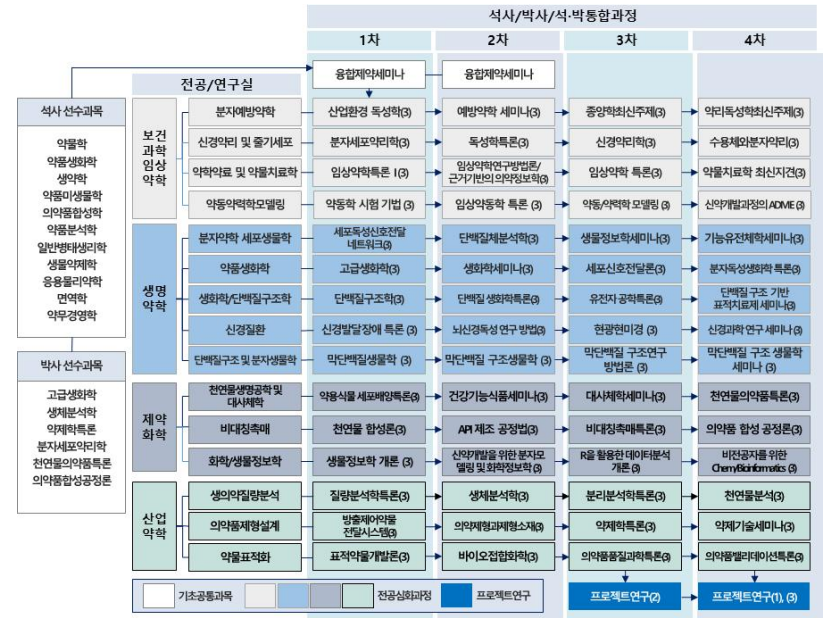 석사/박사/석·박통합과정
1차
2차
3차
4차
융합제약세미나
융합제약세미나
전공/연구실
석사 선수과목
약물학
약품생화학
생약학
약품미생물학
의약품합성학
약품분석학
일반병태생리학
생물약제학
응용물리약학
면역학
약무경영학
박사 선수과목
고급생화학
생체분석학
약제학특론
분자세포약리학
천연물의약품특론
의약품합성공정론
보건
과학
임상
약학
분자예방약학
산업환경 독성학(3)
예방약학 세미나(3)
종양학최신주제(3)
약리독성학최신주제(3)
신경약리 및 줄기세포
분자세포약리학(3)
독성학특론(3)
신경약리학(3)
수용체와분자약리(3)
약학약료 및 약물치료학
임상약학특론 I(3)
임상약학연구방법론/
근거기반의 의약정보학(3)
임상약학 특론 (3)
약물치료학 최신지견(3)
약동약력학모델링
약동학 시험 기법 (3)
임상약동학 특론 (3)
약동/약력학 모델링 (3)
신약개발과정의 ADME (3)
생명
약학
분자약학 세포생물학
세포독성신호전달
네트워크(3)
단백질체분석학(3)
생물정보학세미나(3)
기능유전체학세미나(3)
약품생화학
고급생화학(3)
생화학세미나(3)
세포신호전달론(3)
분자독성생화학 특론(3)
생화학/단백질구조학
단백질구조학(3)
단백질 생화학특론(3)
유전자 공학특론(3)
단백질 구조 기반
표적치료제 세미나(3)
신경질환
신경발달장애 특론 (3)
뇌신경독성 연구 방법(3)
현광현미경 (3)
신경과학 연구 세미나(3)
단백질구조 및 분자생물학
막단백질생물학 (3)
막단백질 구조생물학 (3)
막단백질 구조연구
방법론 (3)
막단백질 구조 생물학
세미나 (3)
제약
화학
천연물생명공학 및
대사체학
약용식물 세포배양특론(3)
건강기능식품세미나(3)
대사체학세미나(3)
천연물의약품특론(3)
비대칭촉매
천연물 합성론(3)
API 제조 공정법(3)
비대칭촉매특론(3)
의약품 합성 공정론(3)
화학/생물정보학
생물정보학 개론 (3)
신약개발을 위한 분자모
델링 및 화학정보학 (3)
R을 활용한 데이터분석
개론 (3)
비전공자를 위한
Chemy/Bioinformatics (3)
산업
약학
생의약질량분석
질량분석학특론(3)
생체분석학(3)
분리분석학특론(3)
천연물분석(3)
의약품제형설계
방출제어약물
전달시스템(3)
의약제형과제형소재(3)
약제학특론(3)
약제기술세미나(3)
약물표적화
표적약물개발론(3)
바이오접합화학(3)
의약품품질과학특론(3)
의약품밸리데이션특론(3)
프로젝트연구(2)
프로젝트연구(1), (3)
기초공통과목
전공심화과정
프로젝트연구